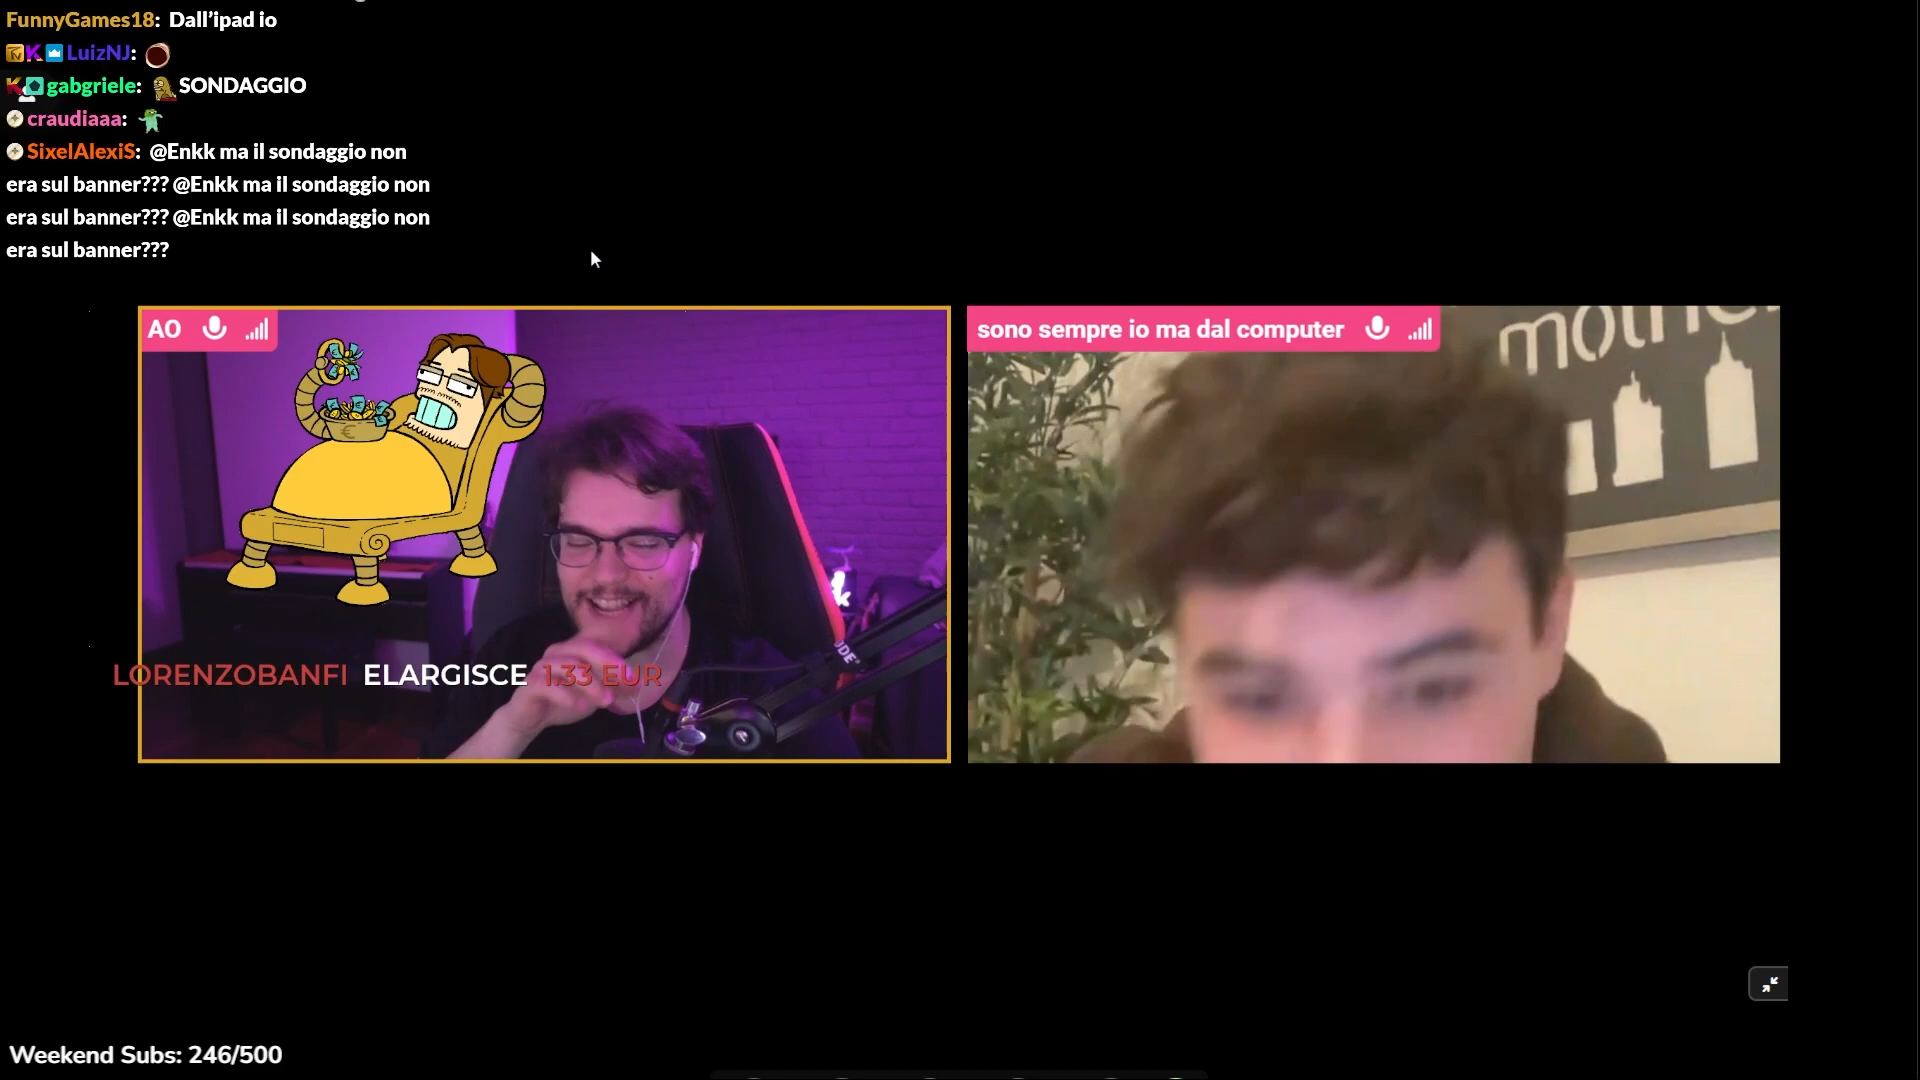 FunnyGames18: Dall’ipad io
LuizNJ:
gabgriele: SONDAGGIO
craudiaaa:
SixelAlexiS: @Enkk ma il sondaggio non
era sul banner??? @Enkk ma il sondaggio non
era sul banner??? @Enkk ma il sondaggio non
era sul banner???
AO
sono sempre io ma dal computer
LORENZOBANFI ELARGISCE 1.33 EUR
Weekend Subs: 246/500